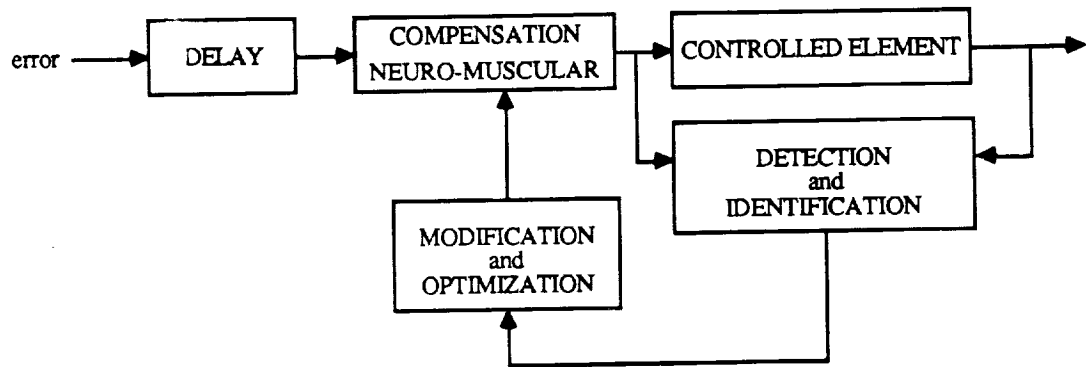 error
DELAY
COMPENSATION
NEURO-MUSCULAR
CONTROLLED ELEMENT
DETECTION
and
IDENTIFICATION
MODIFICATION
and
OPTIMIZATION